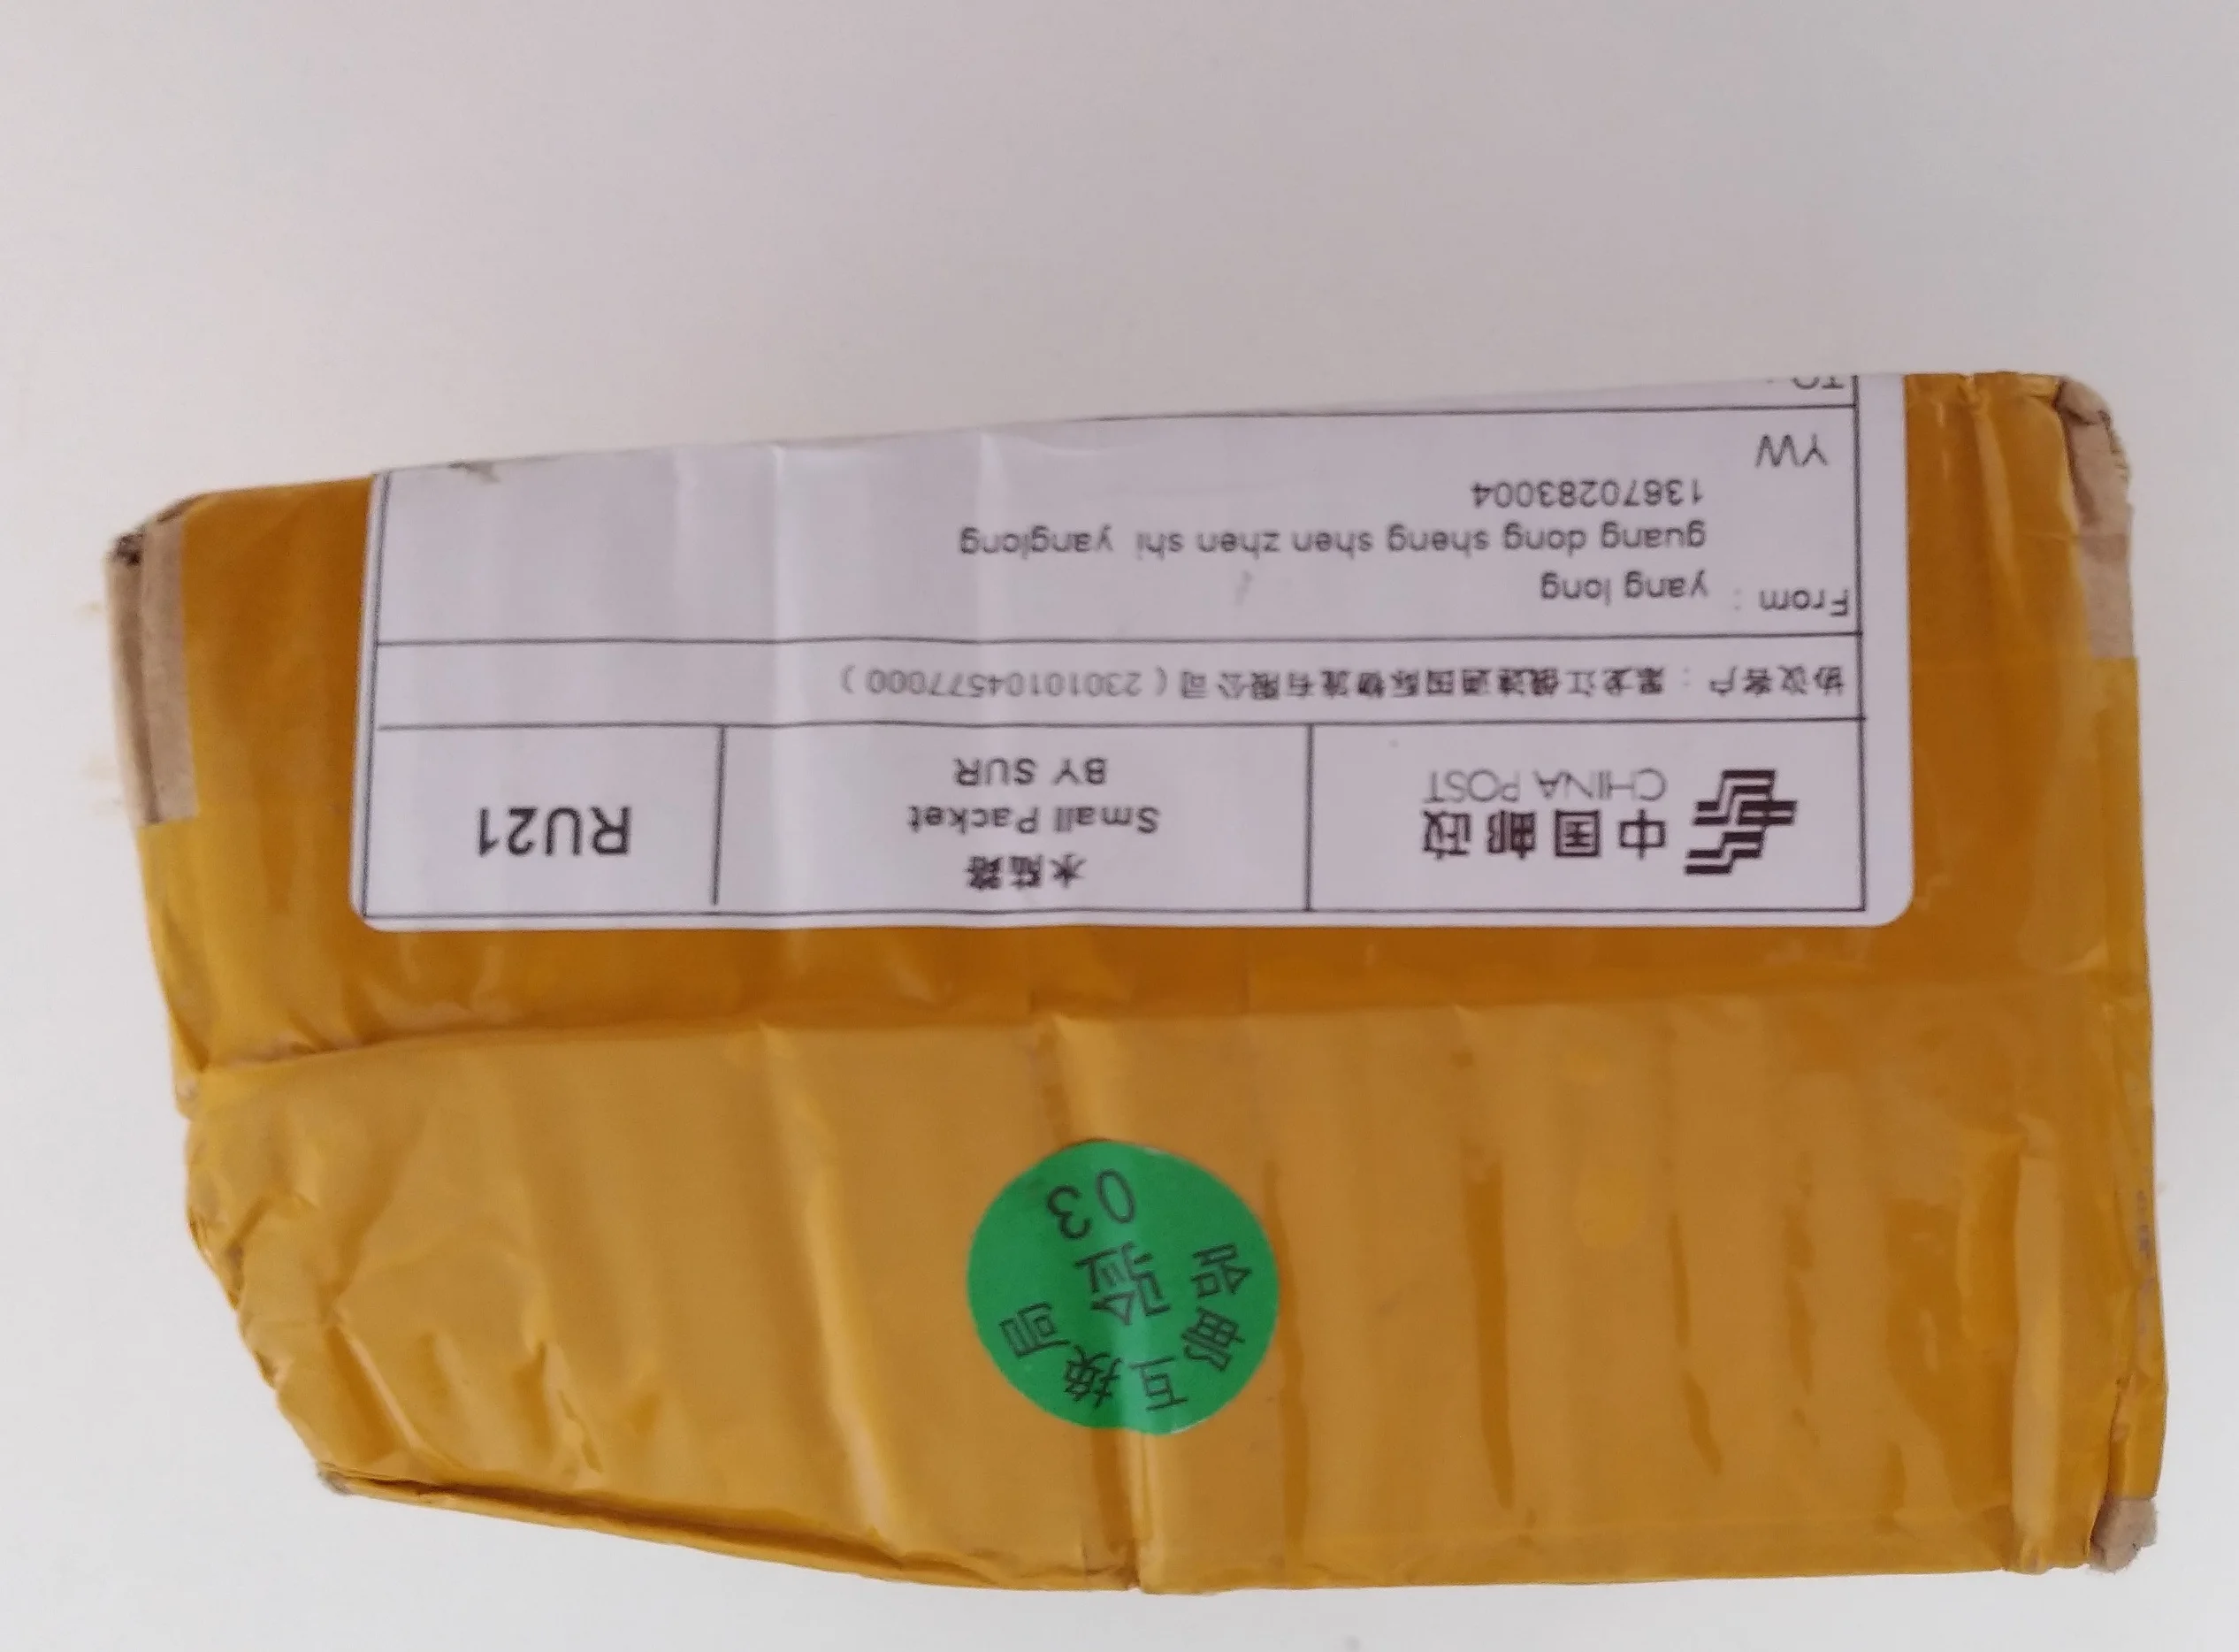 中国邮政
CHINA POST
水陆路
Small Packet
BY SUR
RU21
协议客户：黑龙江俄速通国际物流有限公司（23010104577000）
From：
yang long
guang dong sheng shen zhen shi yanglong
13670283004
YW
TO：
哈邮互换局
验
03